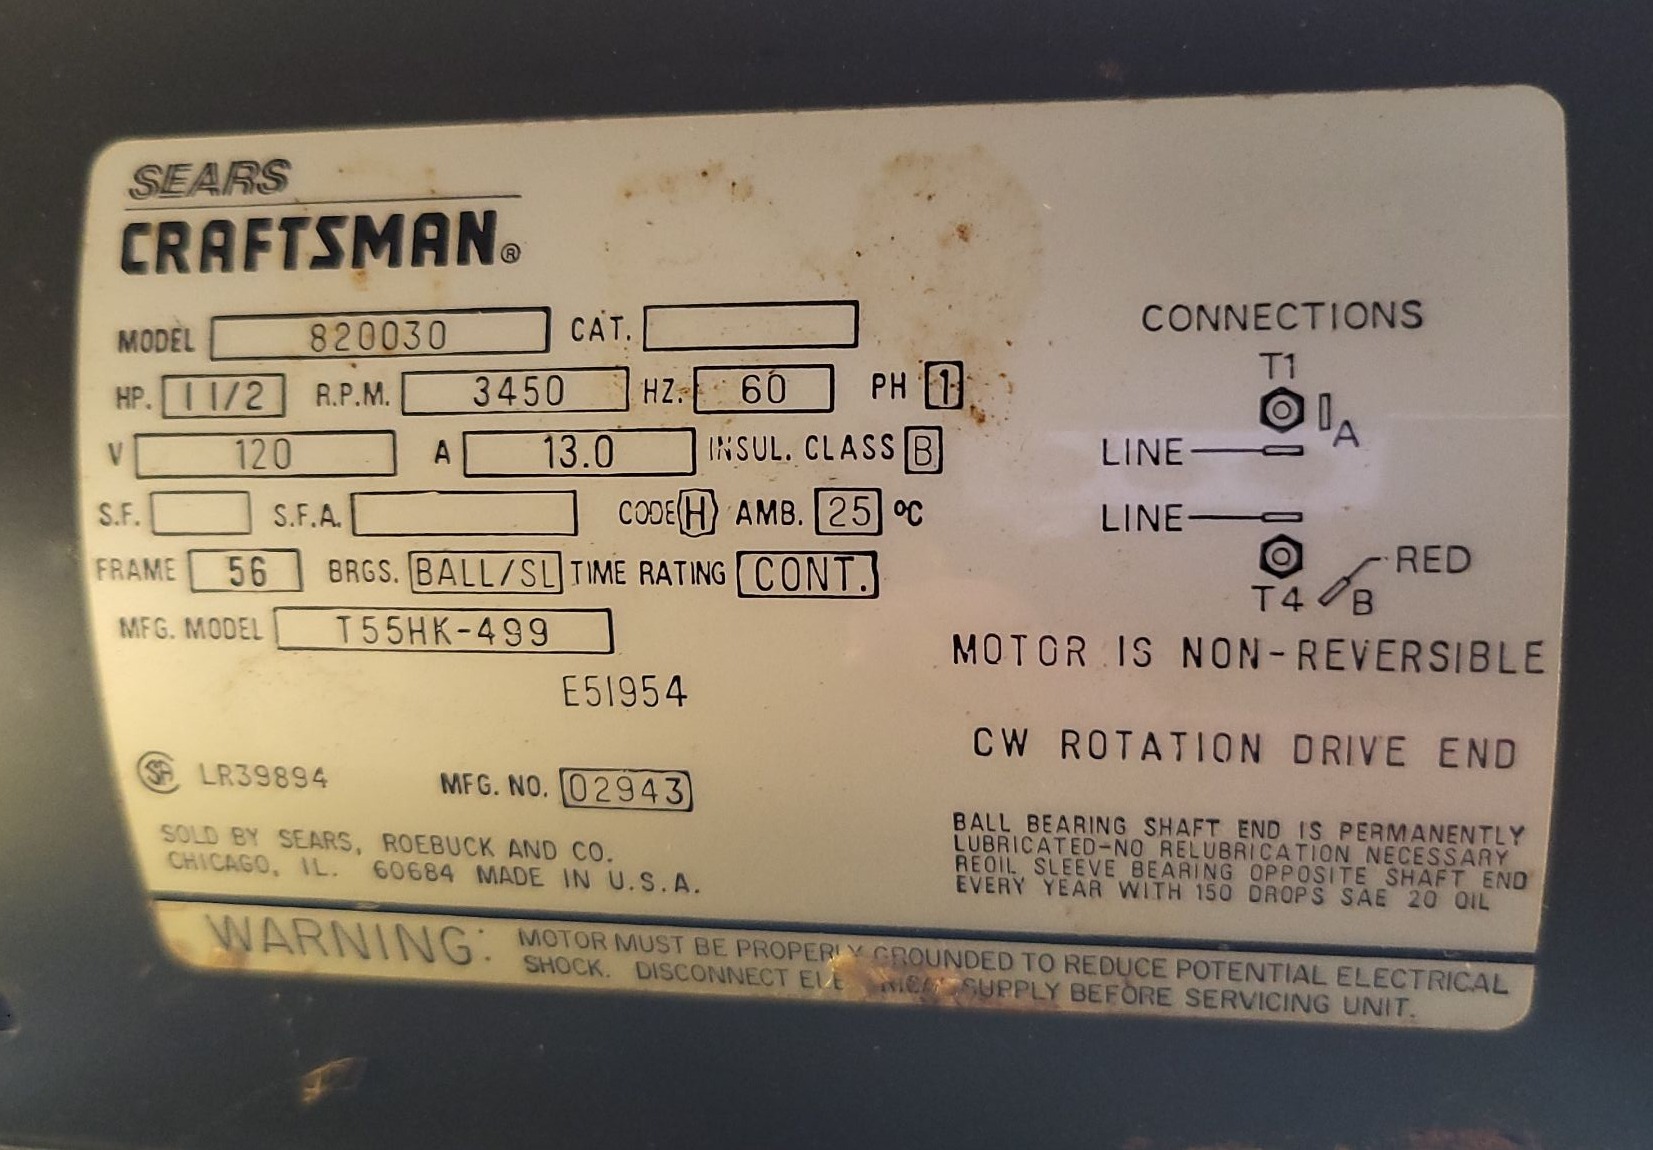 SEARS
CRAFTSMAN®
MODEL 820030 CAT.
HP. 1 1/2 R.P.M. 3450 HZ. 60 PH 1
V 120 A 13.0 INSUL. CLASS B
S.F. S.F.A. CODE H AMB. 25 °C
FRAME 56 BRGS. BALL/SL TIME RATING CONT.
MFG. MODEL T55HK-499
E51954
SA LR39894 MFG. NO. 02943
SOLD BY SEARS, ROEBUCK AND CO.
CHICAGO, IL. 60684 MADE IN U.S.A.
CONNECTIONS
T1
A
LINE
LINE
RED
T4 B
MOTOR IS NON-REVERSIBLE
CW ROTATION DRIVE END
BALL BEARING SHAFT END IS PERMANENTLY
LUBRICATED-NO RELUBRICATION NECESSARY
REOIL SLEEVE BEARING OPPOSITE SHAFT END
EVERY YEAR WITH 150 DROPS SAE 20 OIL
WARNING: MOTOR MUST BE PROPERLY GROUNDED TO REDUCE POTENTIAL ELECTRICAL
SHOCK. DISCONNECT ELECTRICAL SUPPLY BEFORE SERVICING UNIT.